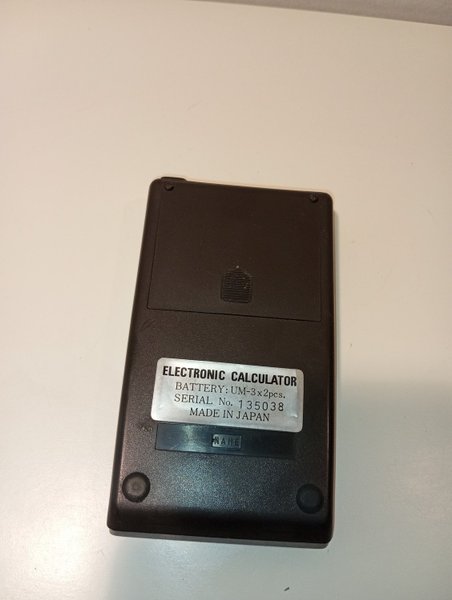 ELECTRONIC CALCULATOR
BATTERY: UM-3 x 2pcs.
SERIAL No. 135038
MADE IN JAPAN
NAME